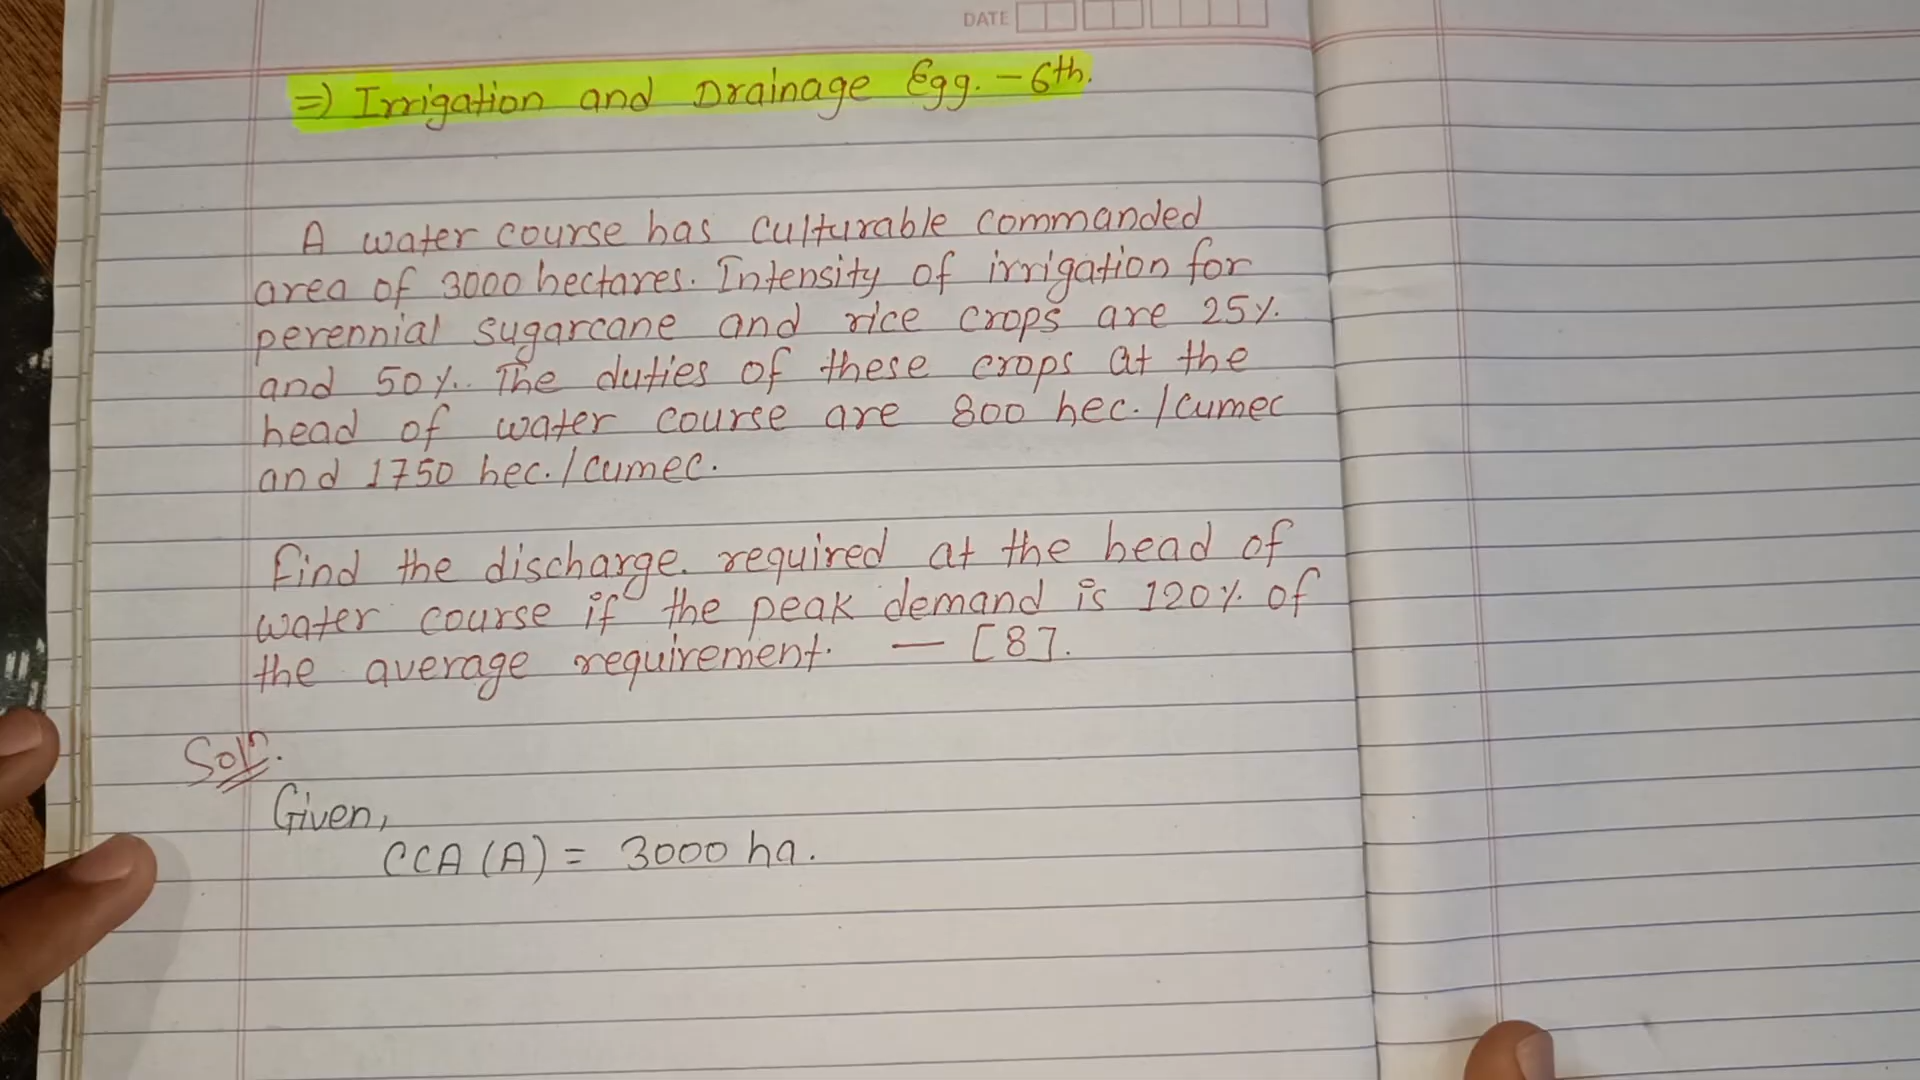 DATE
⇒ Irrigation and Drainage Egg. – 6th.
A water course has culturable commanded
area of 3000 hectares. Intensity of irrigation for
perennial sugarcane and rice crops are 25%
and 50%. The duties of these crops at the
head of water course are 800 hec./cumec
and 1750 hec./cumec.
Find the discharge. required at the head of
water course if the peak demand is 120% of
the average requirement. — [8].
Solⁿ.
Given,
CCA (A) = 3000 ha.